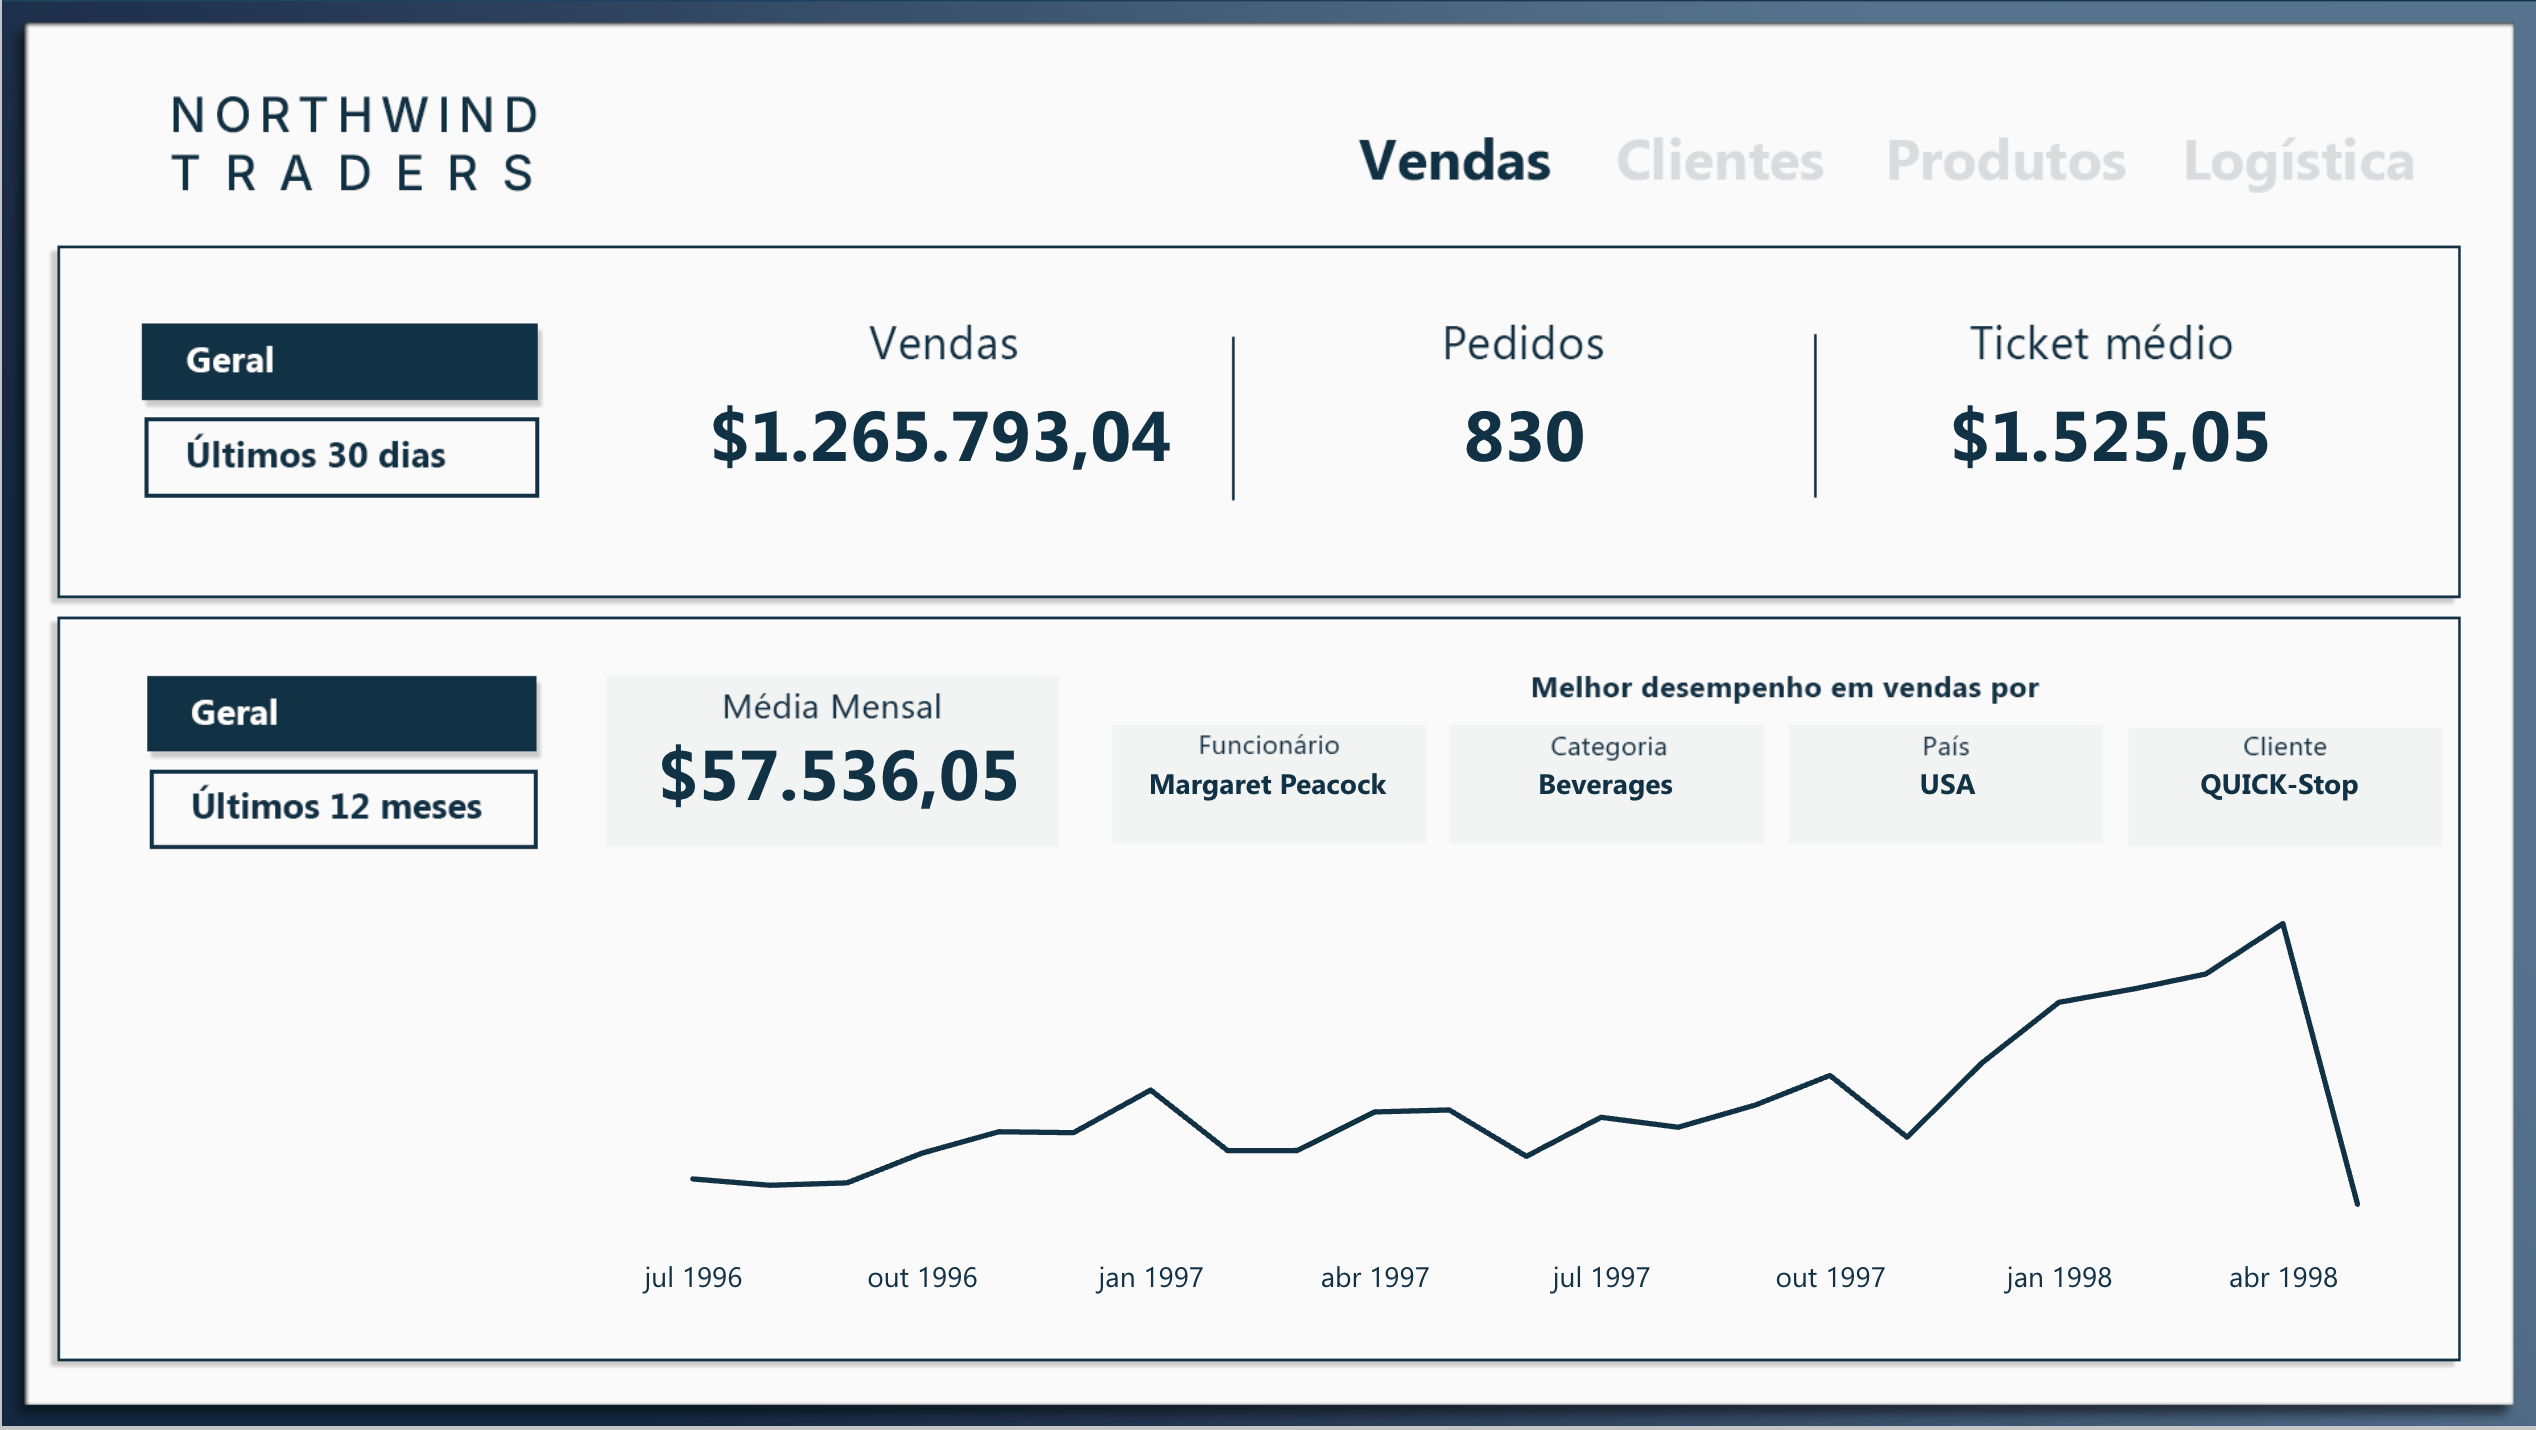 NORTHWIND
TRADERS
Vendas Clientes Produtos Logística
Geral
Últimos 30 dias
Vendas
$1.265.793,04
Pedidos
830
Ticket médio
$1.525,05
Geral
Últimos 12 meses
Média Mensal
$57.536,05
Melhor desempenho em vendas por
Funcionário
Margaret Peacock
Categoria
Beverages
País
USA
Cliente
QUICK-Stop
jul 1996 out 1996 jan 1997 abr 1997 jul 1997 out 1997 jan 1998 abr 1998